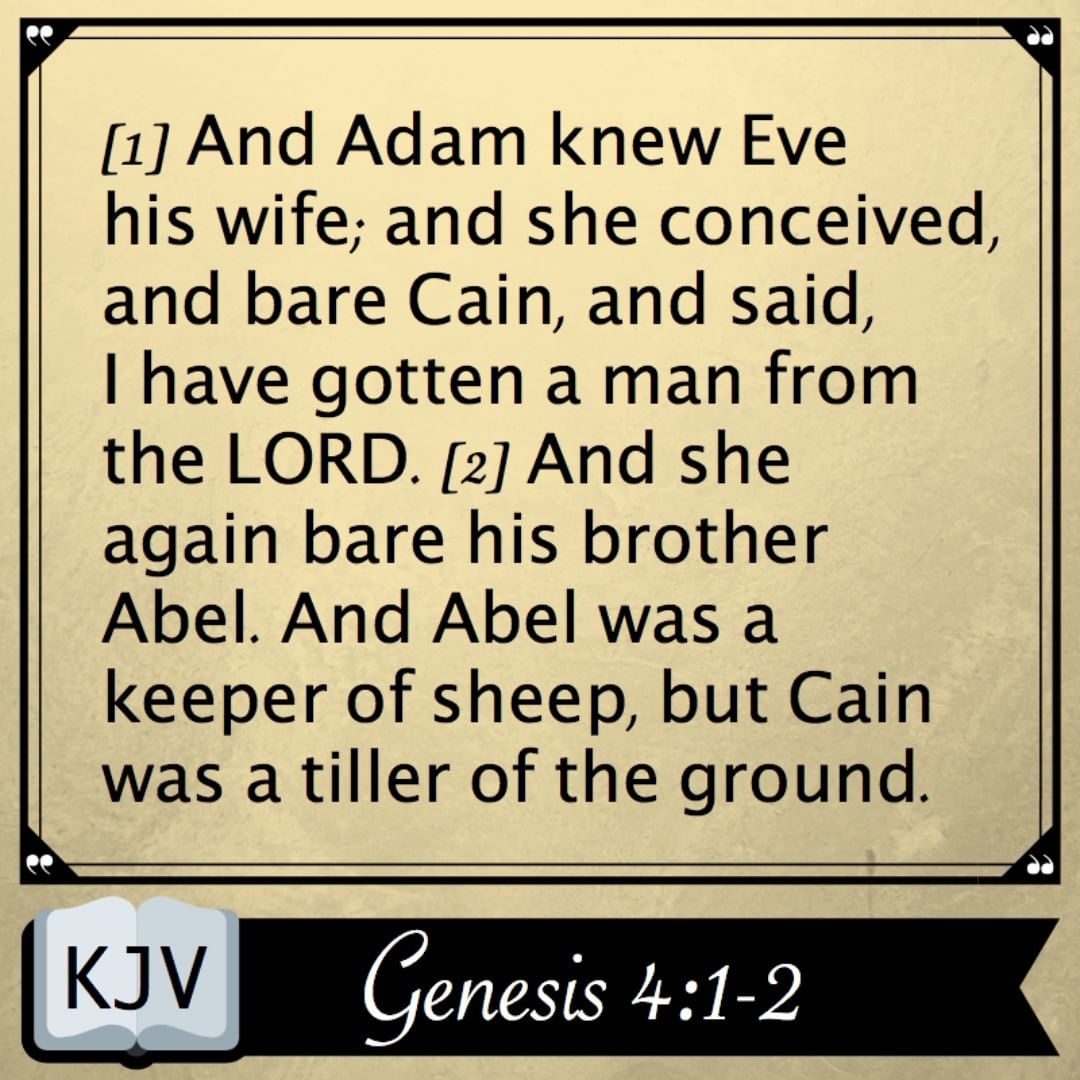 [1] And Adam knew Eve
his wife; and she conceived,
and bare Cain, and said,
I have gotten a man from
the LORD. [2] And she
again bare his brother
Abel. And Abel was a
keeper of sheep, but Cain
was a tiller of the ground.
KJV
Genesis 4:1-2